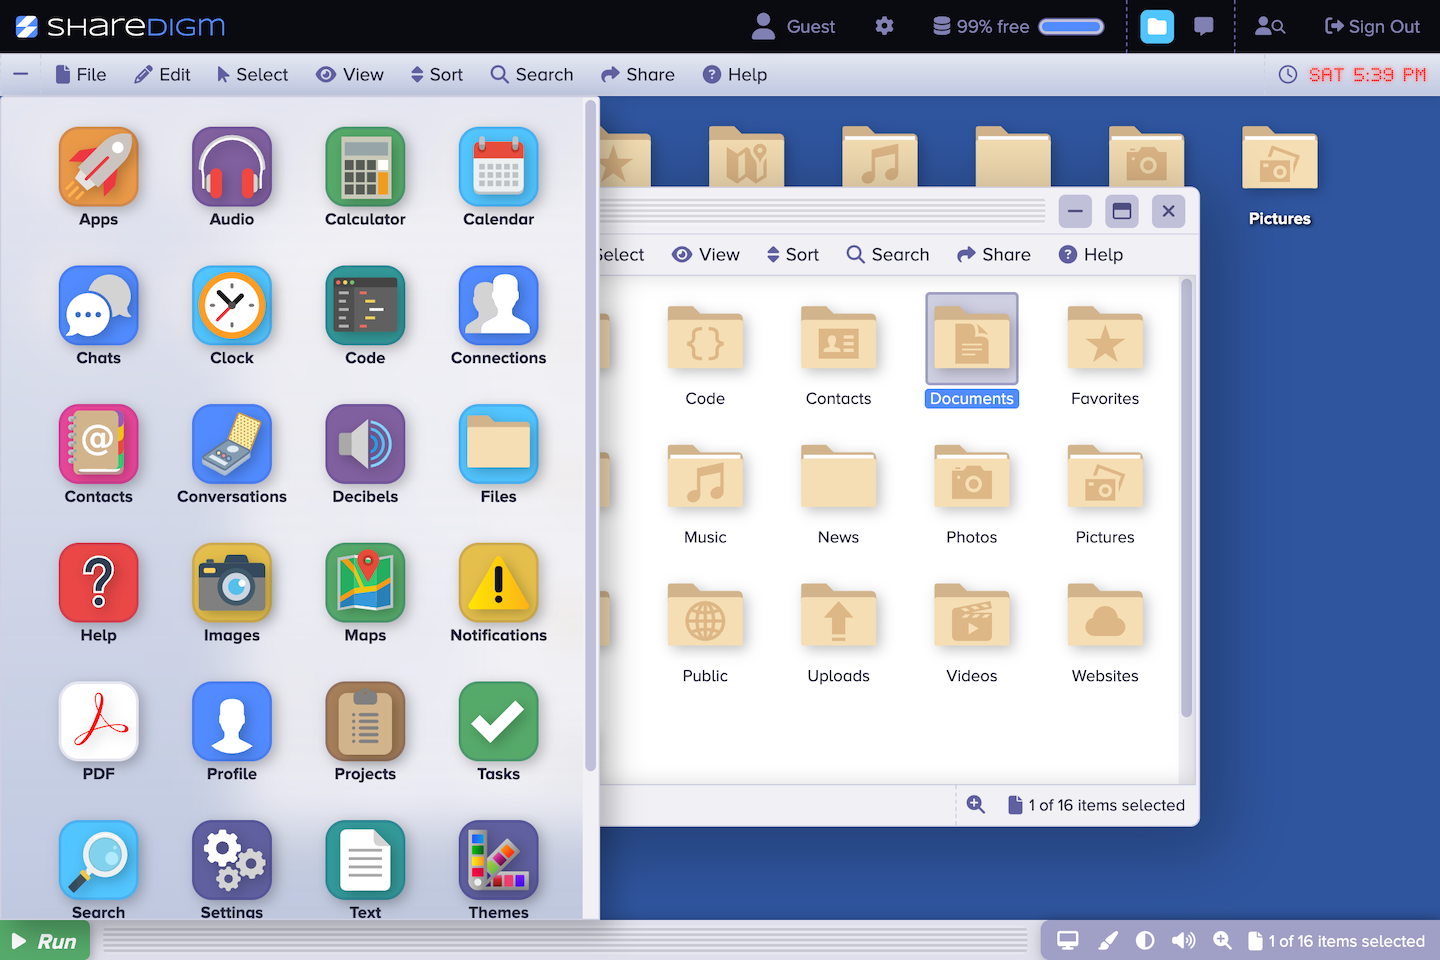 SHAREDIGM
Guest
99% free
Sign Out
File
Edit
Select
View
Sort
Search
Share
Help
SAT 5:39 PM
Apps
Audio
Calculator
Calendar
Chats
Clock
Code
Connections
Contacts
Conversations
Decibels
Files
Help
Images
Maps
Notifications
PDF
Profile
Projects
Tasks
Search
Settings
Text
Themes
Pictures
Select
View
Sort
Search
Share
Help
Code
Contacts
Documents
Favorites
Music
News
Photos
Pictures
Public
Uploads
Videos
Websites
1 of 16 items selected
Run
1 of 16 items selected